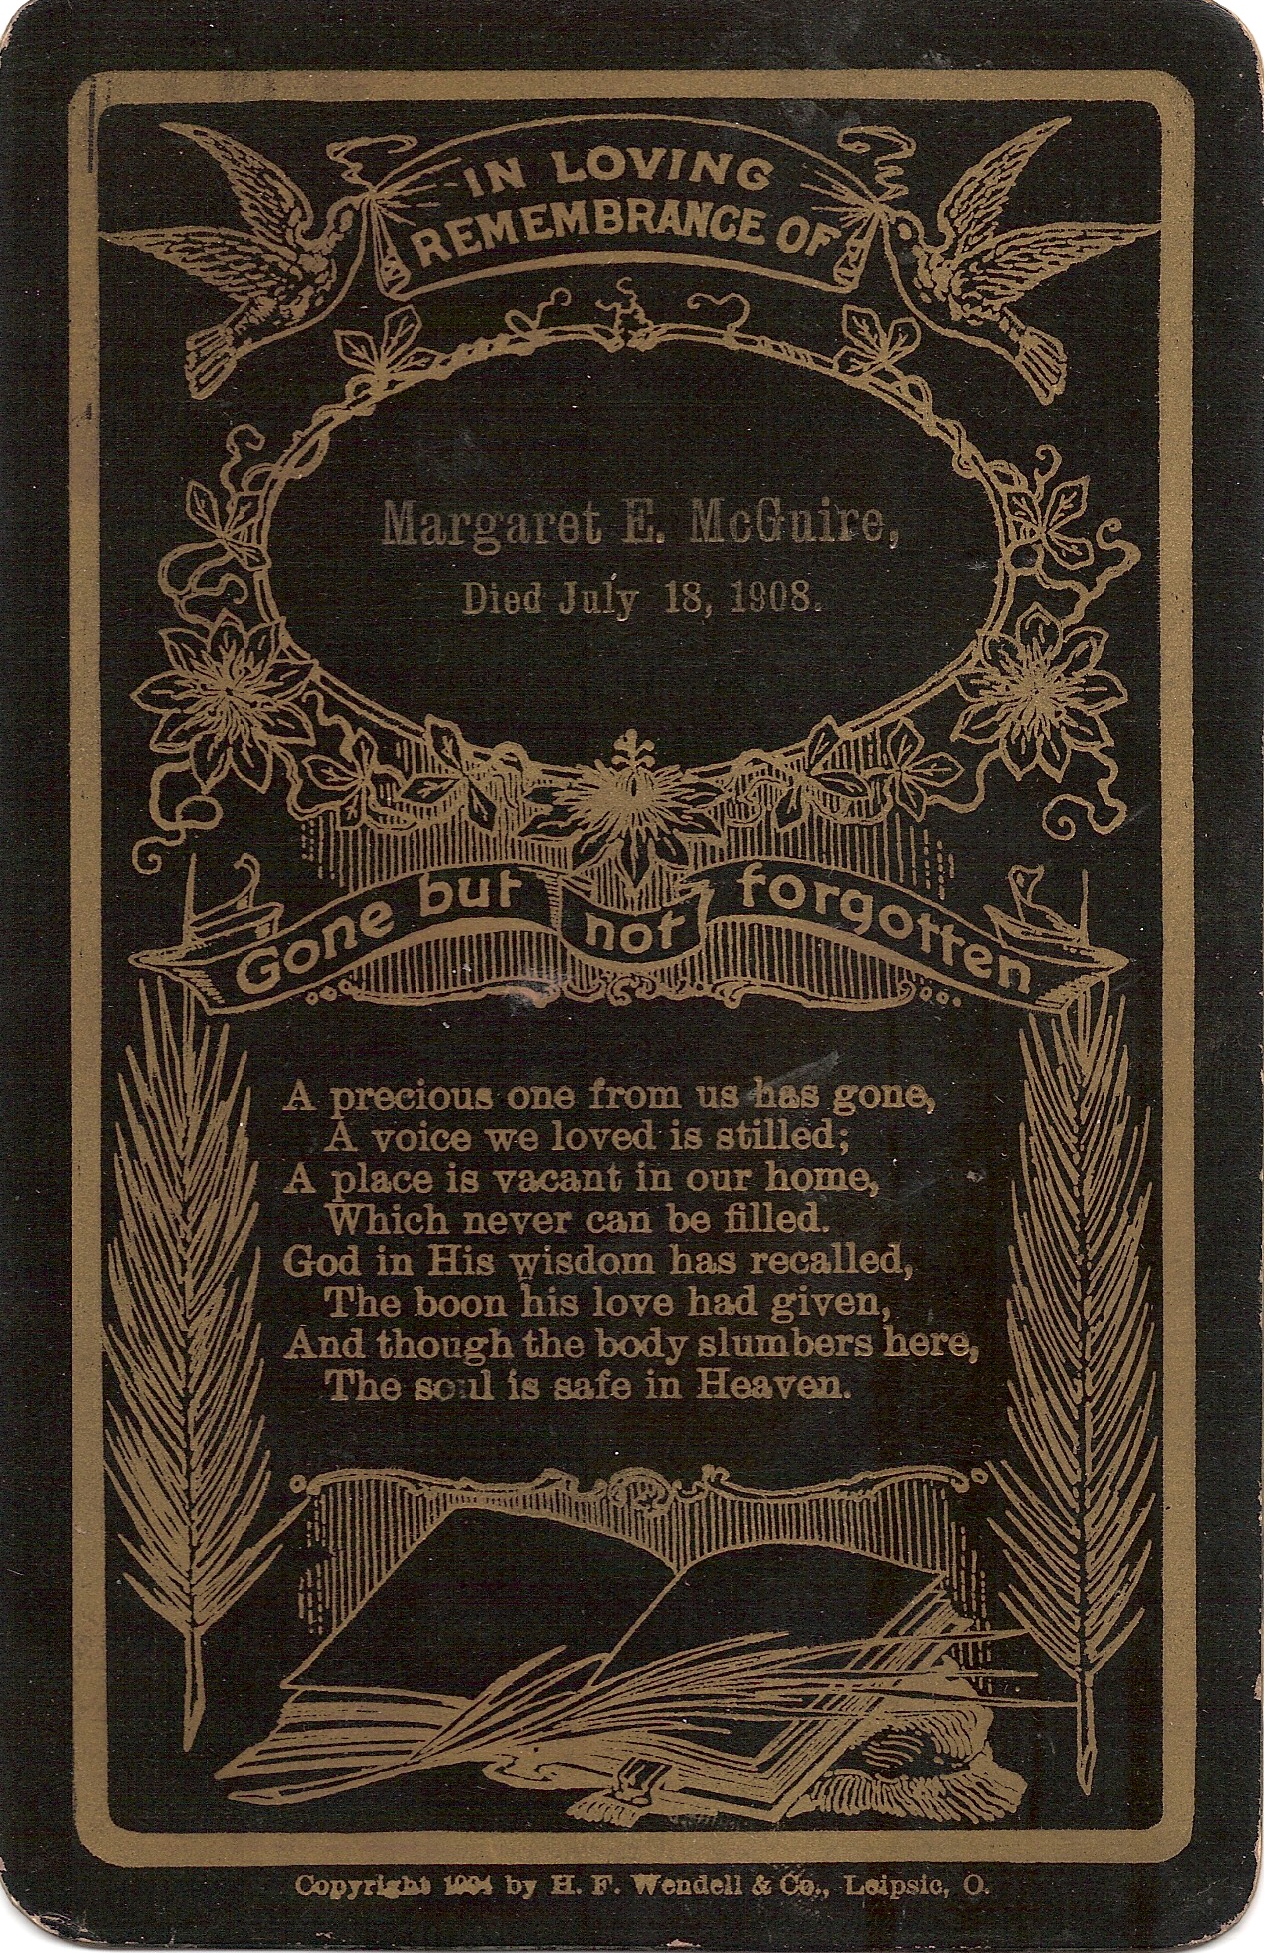 IN LOVING
REMEMBRANCE OF
Margaret E. McGuire,
Died July 18, 1908.
Gone but not forgotten
A precious one from us has gone,
A voice we loved is stilled;
A place is vacant in our home,
Which never can be filled.
God in His wisdom has recalled,
The boon his love had given,
And though the body slumbers here,
The soul is safe in Heaven.
Copyright 1904 by H. F. Wendell & Co., Leipsic, O.